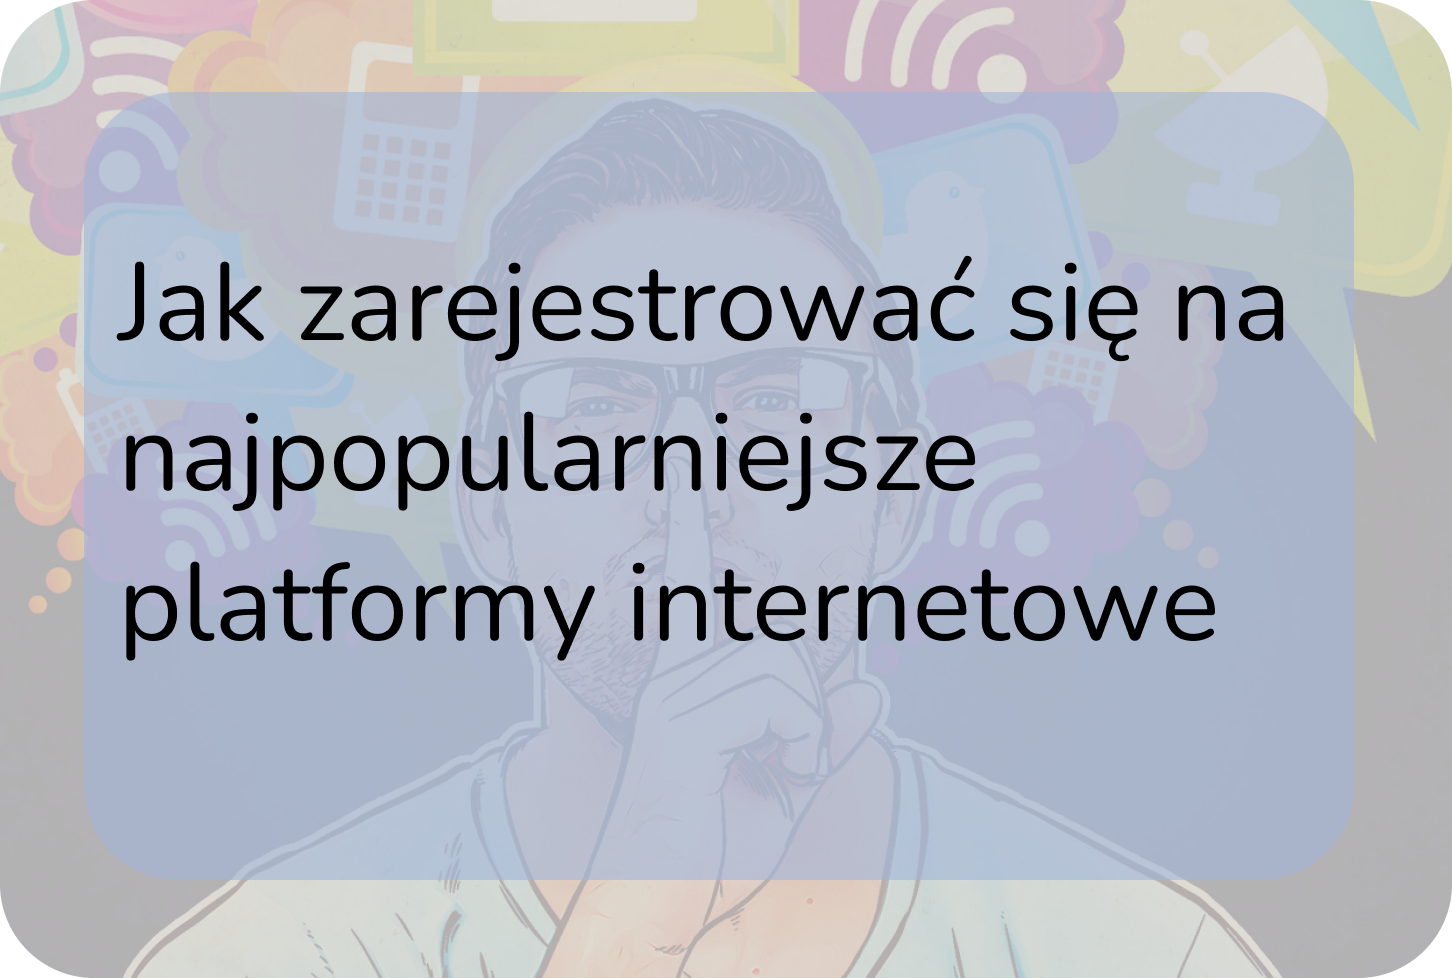 Jak zarejestrować się na
najpopularniejsze
platformy internetowe